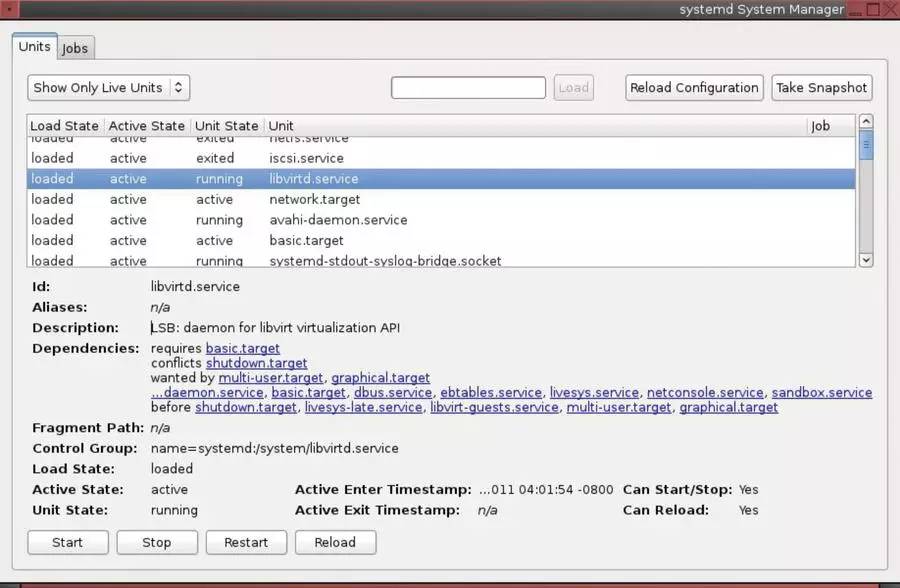 systemd System Manager
Units Jobs
Show Only Live Units Load Reload Configuration Take Snapshot
Load State Active State Unit State Unit Job
loaded active exited netfs.service
loaded active exited iscsi.service
loaded active running libvirtd.service
loaded active active network.target
loaded active running avahi-daemon.service
loaded active active basic.target
loaded active running systemd-stdout-syslog-bridge.socket
Id: libvirtd.service
Aliases: n/a
Description: LSB: daemon for libvirt virtualization API
Dependencies: requires basic.target
conflicts shutdown.target
wanted by multi-user.target, graphical.target
...daemon.service, basic.target, dbus.service, ebtables.service, livesys.service, netconsole.service, sandbox.service
before shutdown.target, livesys-late.service, libvirt-guests.service, multi-user.target, graphical.target
Fragment Path: n/a
Control Group: name=systemd:/system/libvirtd.service
Load State: loaded
Active State: active Active Enter Timestamp: ...011 04:01:54 -0800 Can Start/Stop: Yes
Unit State: running Active Exit Timestamp: n/a Can Reload: Yes
Start Stop Restart Reload